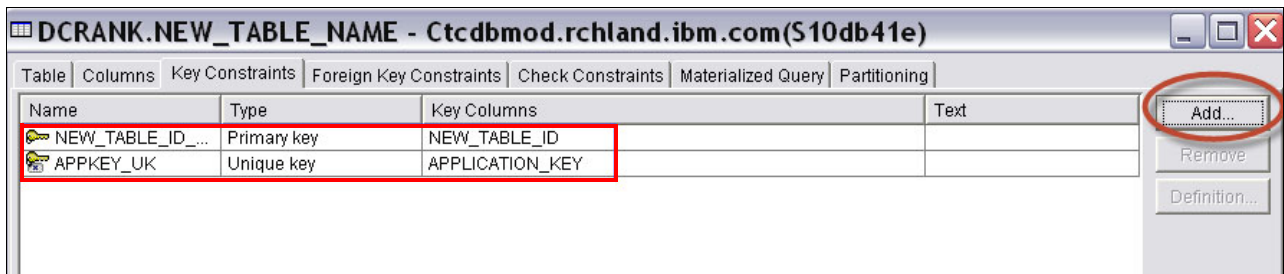 DCRANK.NEW_TABLE_NAME - Ctcdbmod.rchland.ibm.com(S10db41e)
Table Columns Key Constraints Foreign Key Constraints Check Constraints Materialized Query Partitioning
Name Type Key Columns Text Add...
NEW_TABLE_ID_... Primary key NEW_TABLE_ID
APPKEY_UK Unique key APPLICATION_KEY
Remove
Definition...